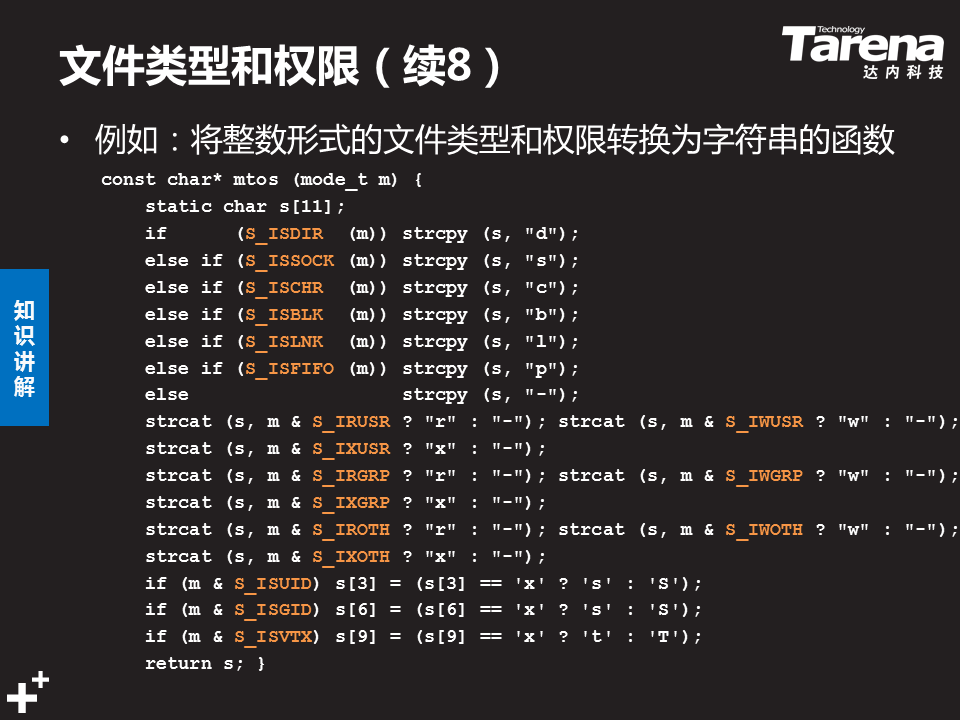 文件类型和权限（续8）
Technology
Tarena
达内科技
• 例如：将整数形式的文件类型和权限转换为字符串的函数
const char* mtos (mode_t m) {
    static char s[11];
    if      (S_ISDIR  (m)) strcpy (s, "d");
    else if (S_ISSOCK (m)) strcpy (s, "s");
    else if (S_ISCHR  (m)) strcpy (s, "c");
    else if (S_ISBLK  (m)) strcpy (s, "b");
    else if (S_ISLNK  (m)) strcpy (s, "l");
    else if (S_ISFIFO (m)) strcpy (s, "p");
    else                   strcpy (s, "-");
    strcat (s, m & S_IRUSR ? "r" : "-"); strcat (s, m & S_IWUSR ? "w" : "-");
    strcat (s, m & S_IXUSR ? "x" : "-");
    strcat (s, m & S_IRGRP ? "r" : "-"); strcat (s, m & S_IWGRP ? "w" : "-");
    strcat (s, m & S_IXGRP ? "x" : "-");
    strcat (s, m & S_IROTH ? "r" : "-"); strcat (s, m & S_IWOTH ? "w" : "-");
    strcat (s, m & S_IXOTH ? "x" : "-");
    if (m & S_ISUID) s[3] = (s[3] == 'x' ? 's' : 'S');
    if (m & S_ISGID) s[6] = (s[6] == 'x' ? 's' : 'S');
    if (m & S_ISVTX) s[9] = (s[9] == 'x' ? 't' : 'T');
    return s; }
知识讲解